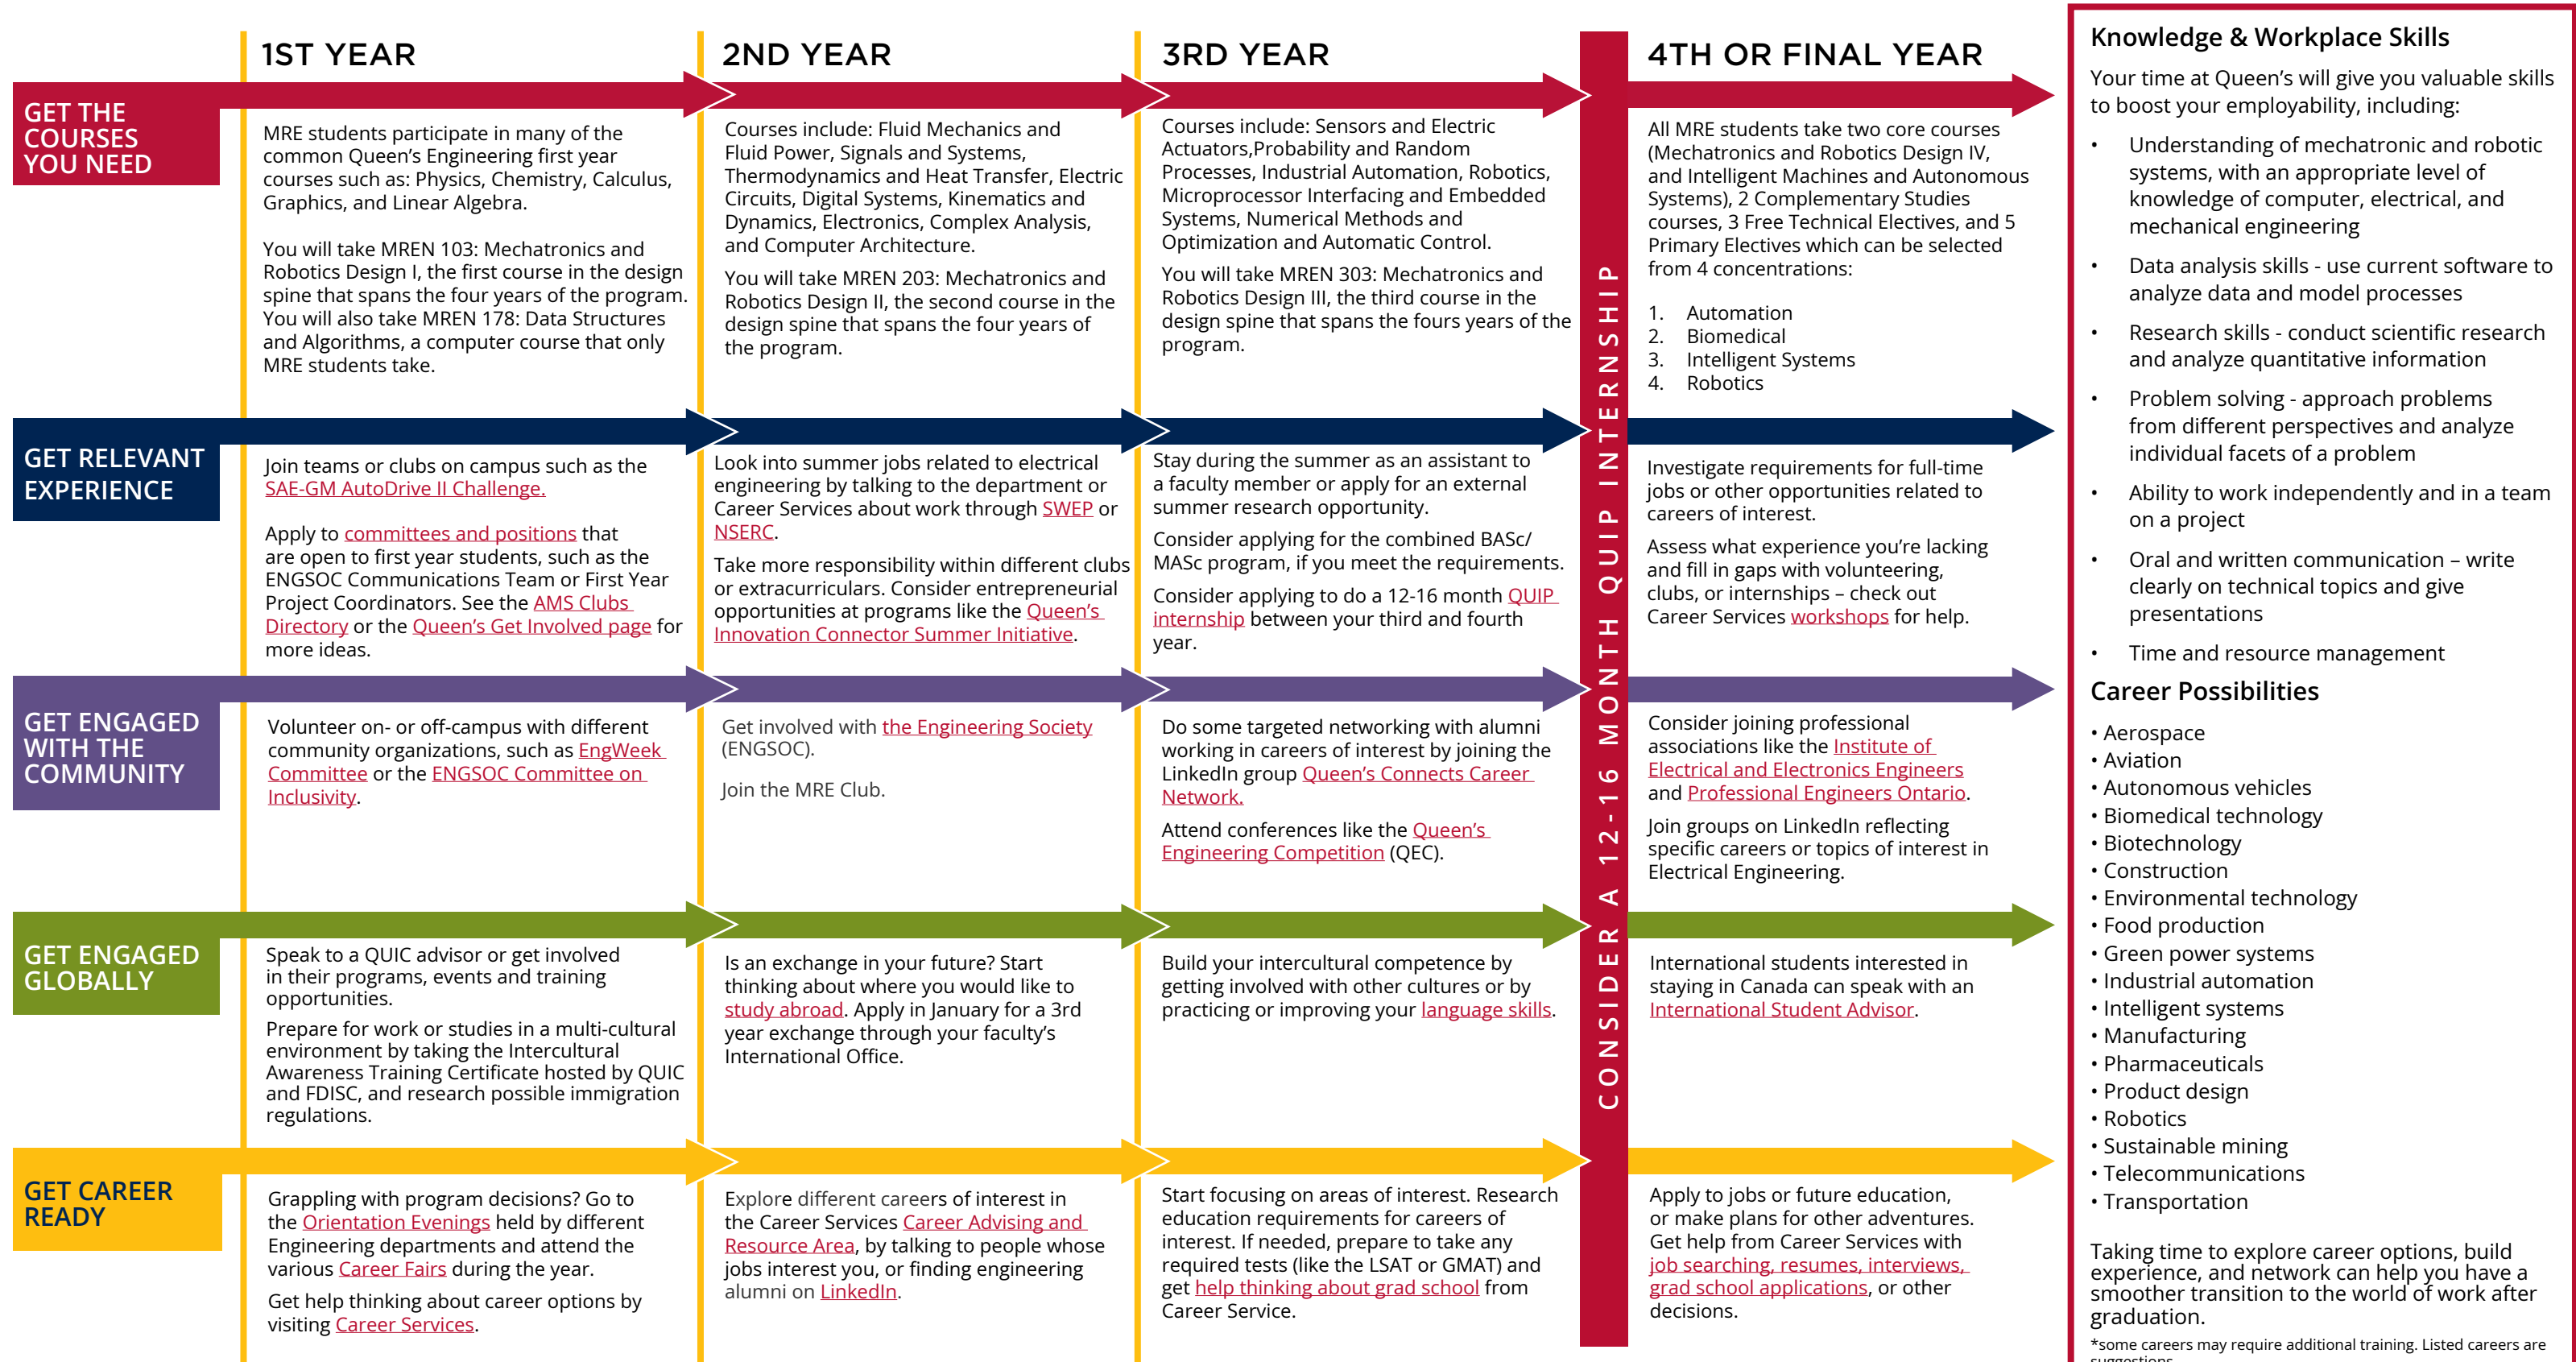 1ST YEAR
2ND YEAR
3RD YEAR
4TH OR FINAL YEAR
GET THE
COURSES
YOU NEED
MRE students participate in many of the
common Queen's Engineering first year
courses such as: Physics, Chemistry, Calculus,
Graphics, and Linear Algebra.
You will take MREN 103: Mechatronics and
Robotics Design I, the first course in the design
spine that spans the four years of the program.
You will also take MREN 178: Data Structures
and Algorithms, a computer course that only
MRE students take.
Courses include: Fluid Mechanics and
Fluid Power, Signals and Systems,
Thermodynamics and Heat Transfer, Electric
Circuits, Digital Systems, Kinematics and
Dynamics, Electronics, Complex Analysis,
and Computer Architecture.
You will take MREN 203: Mechatronics and
Robotics Design II, the second course in the
design spine that spans the four years of
the program.
Courses include: Sensors and Electric
Actuators,Probability and Random
Processes, Industrial Automation, Robotics,
Microprocessor Interfacing and Embedded
Systems, Numerical Methods and
Optimization and Automatic Control.
You will take MREN 303: Mechatronics and
Robotics Design III, the third course in the
design spine that spans the fours years of the
program.
All MRE students take two core courses
(Mechatronics and Robotics Design IV,
and Intelligent Machines and Autonomous
Systems), 2 Complementary Studies
courses, 3 Free Technical Electives, and 5
Primary Electives which can be selected
from 4 concentrations:
1. Automation
2. Biomedical
3. Intelligent Systems
4. Robotics
GET RELEVANT
EXPERIENCE
Join teams or clubs on campus such as the
SAE-GM AutoDrive II Challenge.
Apply to committees and positions that
are open to first year students, such as the
ENGSOC Communications Team or First Year
Project Coordinators. See the AMS Clubs
Directory or the Queen's Get Involved page for
more ideas.
Look into summer jobs related to electrical
engineering by talking to the department or
Career Services about work through SWEP or
NSERC.
Take more responsibility within different clubs
or extracurriculars. Consider entrepreneurial
opportunities at programs like the Queen's
Innovation Connector Summer Initiative.
Stay during the summer as an assistant to
a faculty member or apply for an external
summer research opportunity.
Consider applying for the combined BASc/
MASc program, if you meet the requirements.
Consider applying to do a 12-16 month QUIP
internship between your third and fourth
year.
Investigate requirements for full-time
jobs or other opportunities related to
careers of interest.
Assess what experience you're lacking
and fill in gaps with volunteering,
clubs, or internships – check out
Career Services workshops for help.
GET ENGAGED
WITH THE
COMMUNITY
Volunteer on- or off-campus with different
community organizations, such as EngWeek
Committee or the ENGSOC Committee on
Inclusivity.
Get involved with the Engineering Society
(ENGSOC).
Join the MRE Club.
Do some targeted networking with alumni
working in careers of interest by joining the
LinkedIn group Queen's Connects Career
Network.
Attend conferences like the Queen's
Engineering Competition (QEC).
Consider joining professional
associations like the Institute of
Electrical and Electronics Engineers
and Professional Engineers Ontario.
Join groups on LinkedIn reflecting
specific careers or topics of interest in
Electrical Engineering.
GET ENGAGED
GLOBALLY
Speak to a QUIC advisor or get involved
in their programs, events and training
opportunities.
Prepare for work or studies in a multi-cultural
environment by taking the Intercultural
Awareness Training Certificate hosted by QUIC
and FDISC, and research possible immigration
regulations.
Is an exchange in your future? Start
thinking about where you would like to
study abroad. Apply in January for a 3rd
year exchange through your faculty's
International Office.
Build your intercultural competence by
getting involved with other cultures or by
practicing or improving your language skills.
International students interested in
staying in Canada can speak with an
International Student Advisor.
GET CAREER
READY
Grappling with program decisions? Go to
the Orientation Evenings held by different
Engineering departments and attend the
various Career Fairs during the year.
Get help thinking about career options by
visiting Career Services.
Explore different careers of interest in
the Career Services Career Advising and
Resource Area, by talking to people whose
jobs interest you, or finding engineering
alumni on LinkedIn.
Start focusing on areas of interest. Research
education requirements for careers of
interest. If needed, prepare to take any
required tests (like the LSAT or GMAT) and
get help thinking about grad school from
Career Service.
Apply to jobs or future education,
or make plans for other adventures.
Get help from Career Services with
job searching, resumes, interviews,
grad school applications, or other
decisions.
CONSIDER A 12-16 MONTH QUIP INTERNSHIP
Knowledge & Workplace Skills
Your time at Queen's will give you valuable skills
to boost your employability, including:
• Understanding of mechatronic and robotic
systems, with an appropriate level of
knowledge of computer, electrical, and
mechanical engineering
• Data analysis skills - use current software to
analyze data and model processes
• Research skills - conduct scientific research
and analyze quantitative information
• Problem solving - approach problems
from different perspectives and analyze
individual facets of a problem
• Ability to work independently and in a team
on a project
• Oral and written communication – write
clearly on technical topics and give
presentations
• Time and resource management
Career Possibilities
• Aerospace
• Aviation
• Autonomous vehicles
• Biomedical technology
• Biotechnology
• Construction
• Environmental technology
• Food production
• Green power systems
• Industrial automation
• Intelligent systems
• Manufacturing
• Pharmaceuticals
• Product design
• Robotics
• Sustainable mining
• Telecommunications
• Transportation
Taking time to explore career options, build
experience, and network can help you have a
smoother transition to the world of work after
graduation.
*some careers may require additional training. Listed careers are
suggestions